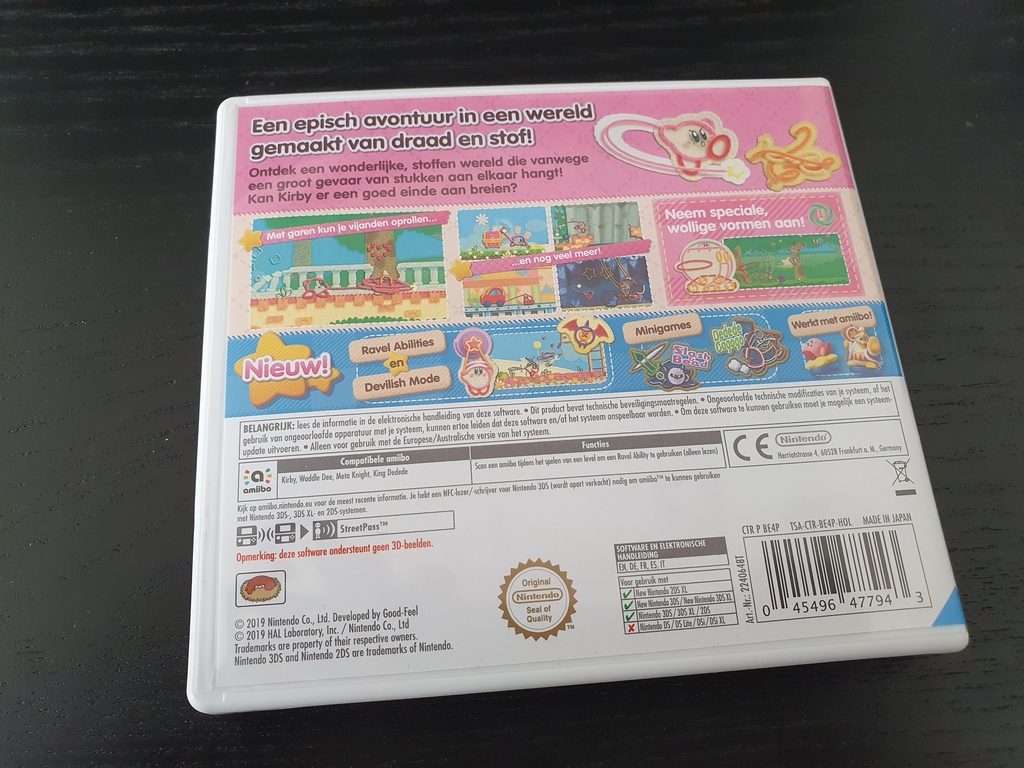 Een episch avontuur in een wereld
gemaakt van draad en stof!
Ontdek een wonderlijke, stoffen wereld die vanwege
een groot gevaar van stukken aan elkaar hangt!
Kan Kirby er een goed einde aan breien?
Met garen kun je vijanden oprollen...
...en nog veel meer!
Neem speciale,
wollige vormen aan!
Nieuw!
Ravel Abilities
en
Devilish Mode
Minigames
Slash
Bead
Dedede
Gogogo
Werkt met amiibo!
BELANGRIJK: lees de informatie in de elektronische handleiding van deze software. • Dit product bevat technische beveiligingsmaatregelen. • Ongeoorloofde technische modificaties van je systeem, of het
gebruik van ongeoorloofde apparatuur met je systeem, kunnen ertoe leiden dat deze software en/of het systeem onspeelbaar worden. • Om deze software te kunnen gebruiken moet je mogelijk een systeem-
update uitvoeren. • Alleen voor gebruik met de Europese/Australische versie van het systeem.
amiibo
Compatibele amiibo
Functies
Kirby, Waddle Dee, Meta Knight, King Dedede
Scan een amiibo tijdens het spelen van een level om een Ravel Ability te gebruiken (alleen lezen)
CE
Nintendo
Herriotstrasse 4, 60528 Frankfurt a. M., Germany
Kijk op amiibo.nintendo.eu voor de meest recente informatie. Je hebt een NFC-lezer/-schrijver voor Nintendo 3DS (wordt apart verkocht) nodig om amiibo™ te kunnen gebruiken
met Nintendo 3DS-, 3DS XL- en 2DS-systemen.
StreetPass™
Opmerking: deze software ondersteunt geen 3D-beelden.
© 2019 Nintendo Co., Ltd. Developed by Good-Feel
© 2019 HAL Laboratory, Inc. / Nintendo Co., Ltd
Trademarks are property of their respective owners.
Nintendo 3DS and Nintendo 2DS are trademarks of Nintendo.
Original
Nintendo
Seal of
Quality
TM
SOFTWARE EN ELEKTRONISCHE
HANDLEIDING
EN, DE, FR, ES, IT
Voor gebruik met
New Nintendo 2DS XL
New Nintendo 3DS / New Nintendo 3DS XL
Nintendo 3DS / 3DS XL / 2DS
Nintendo DS / DS Lite / DSi / DSi XL
CTR P BE4P TSA-CTR-BE4P-HOL MADE IN JAPAN
Art.-Nr.: 2240648T
0 45496 47794 3